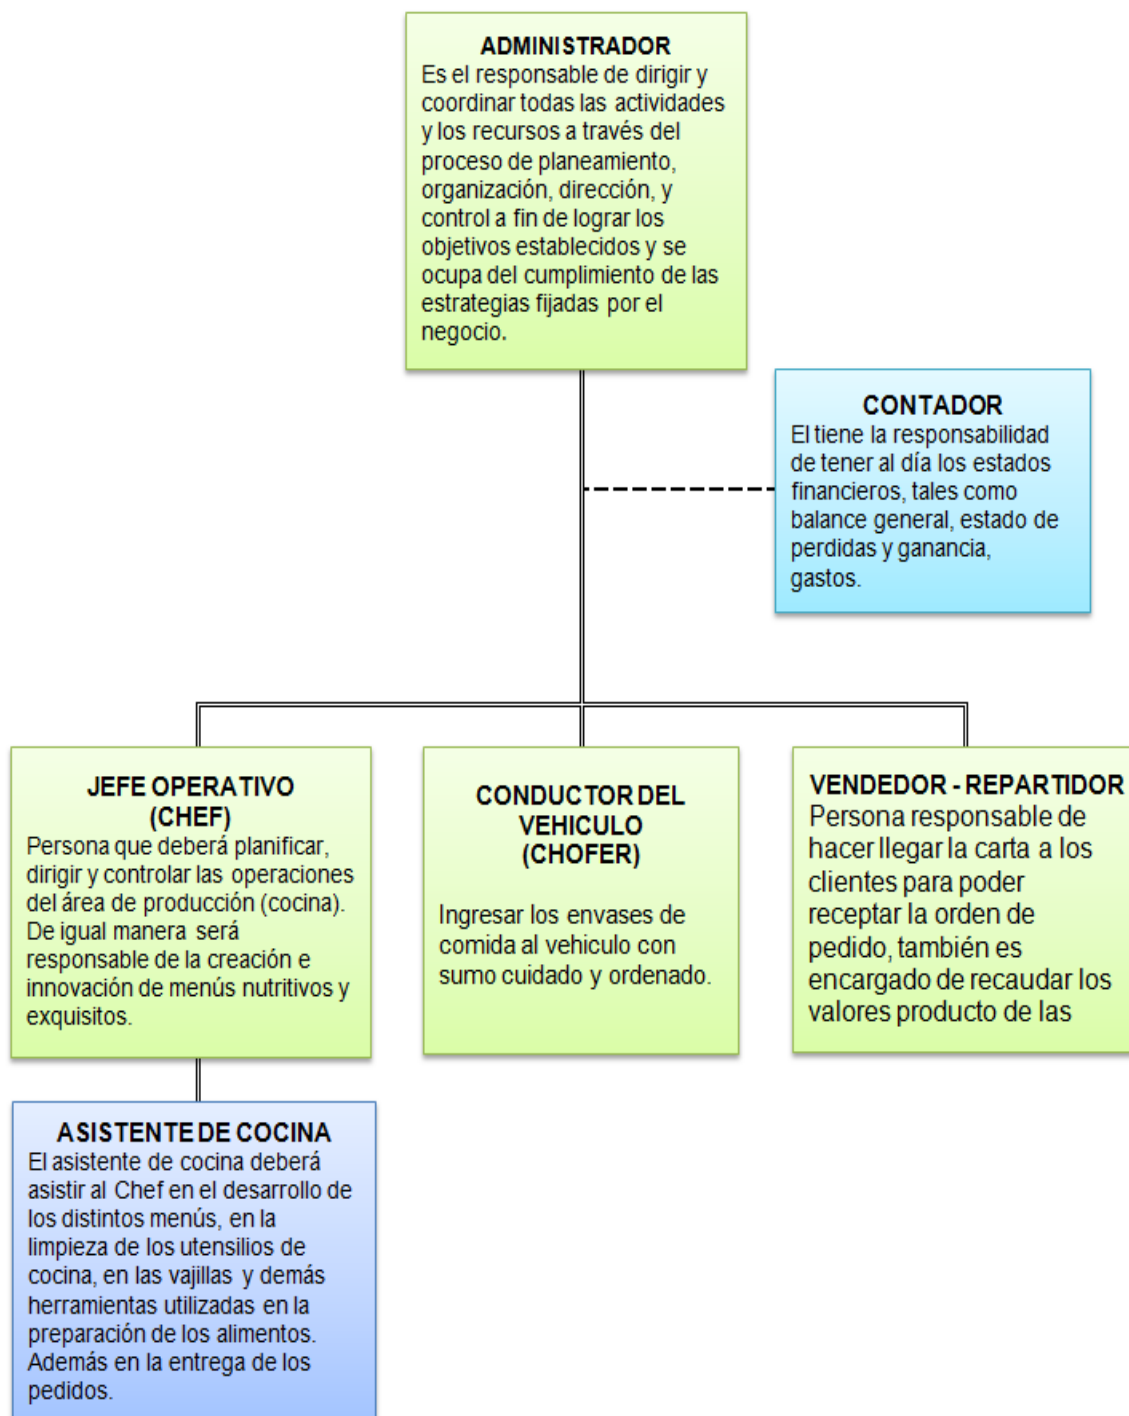 ADMINISTRADOR
Es el responsable de dirigir y
coordinar todas las actividades
y los recursos a través del
proceso de planeamiento,
organización, dirección, y
control a fin de lograr los
objetivos establecidos y se
ocupa del cumplimiento de las
estrategias fijadas por el
negocio.
CONTADOR
El tiene la responsabilidad
de tener al día los estados
financieros, tales como
balance general, estado de
perdidas y ganancia,
gastos.
JEFE OPERATIVO
(CHEF)
Persona que deberá planificar,
dirigir y controlar las operaciones
del área de producción (cocina).
De igual manera será
responsable de la creación e
innovación de menús nutritivos y
exquisitos.
CONDUCTOR DEL
VEHICULO
(CHOFER)
Ingresar los envases de
comida al vehiculo con
sumo cuidado y ordenado.
VENDEDOR - REPARTIDOR
Persona responsable de
hacer llegar la carta a los
clientes para poder
receptar la orden de
pedido, también es
encargado de recaudar los
valores producto de las
ASISTENTE DE COCINA
El asistente de cocina deberá
asistir al Chef en el desarrollo de
los distintos menús, en la
limpieza de los utensilios de
cocina, en las vajillas y demás
herramientas utilizadas en la
preparación de los alimentos.
Además en la entrega de los
pedidos.